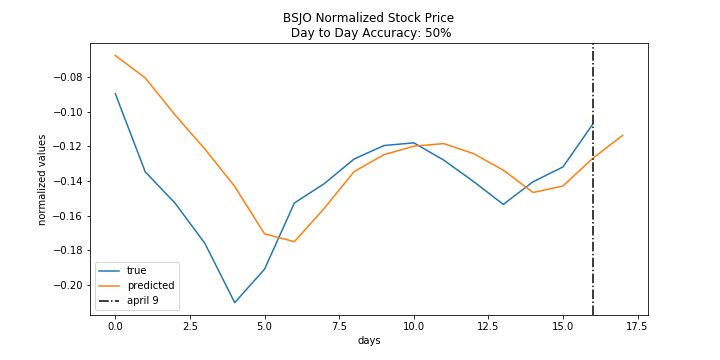 BSJO Normalized Stock Price
Day to Day Accuracy: 50%
normalized values
−0.08
−0.10
−0.12
−0.14
−0.16
−0.18
−0.20
true
predicted
april 9
0.0 2.5 5.0 7.5 10.0 12.5 15.0 17.5
days